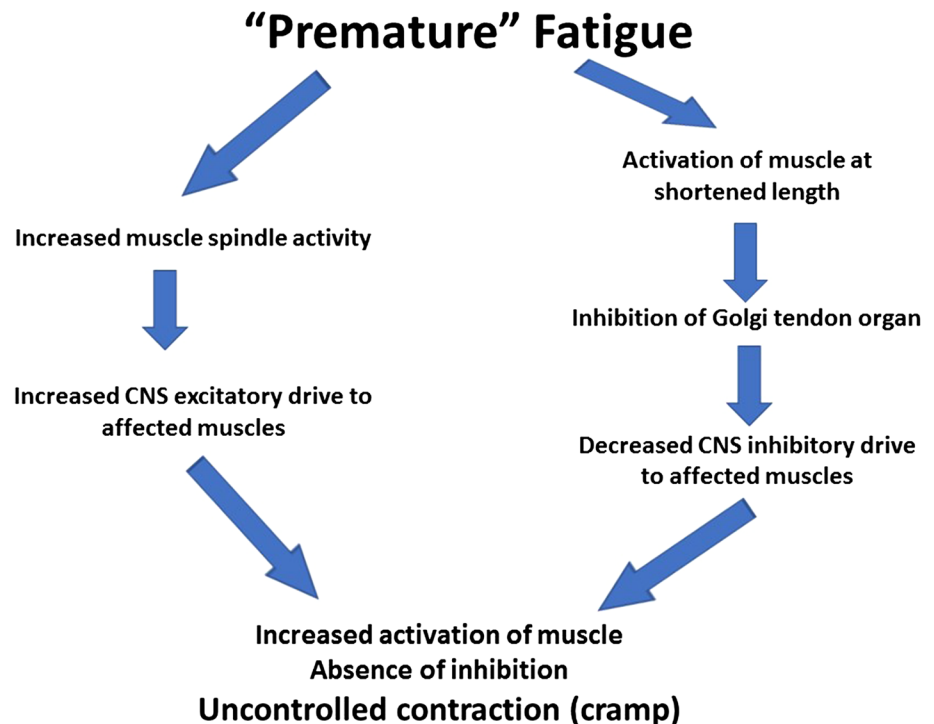 “Premature” Fatigue
Increased muscle spindle activity
Increased CNS excitatory drive to
affected muscles
Activation of muscle at
shortened length
Inhibition of Golgi tendon organ
Decreased CNS inhibitory drive
to affected muscles
Increased activation of muscle
Absence of inhibition
Uncontrolled contraction (cramp)